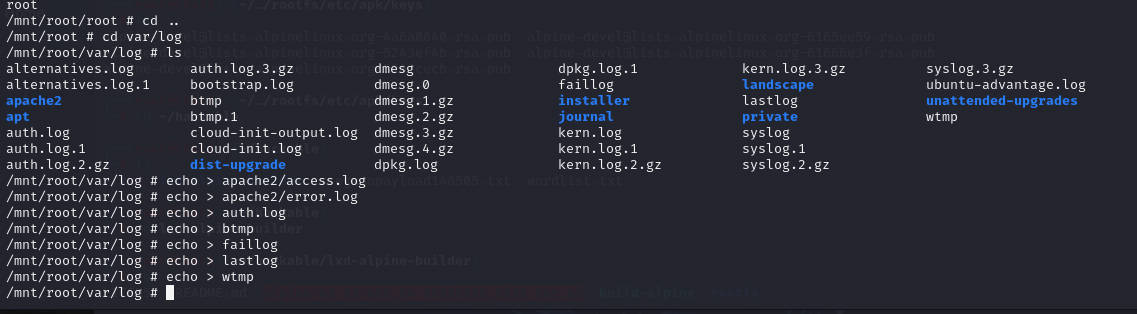 root
/mnt/root/root # cd ..
/mnt/root # cd var/log
/mnt/root/var/log # ls
alternatives.log auth.log.3.gz dmesg dpkg.log.1 kern.log.3.gz syslog.3.gz
alternatives.log.1 bootstrap.log dmesg.0 faillog landscape ubuntu-advantage.log
apache2 btmp dmesg.1.gz installer lastlog unattended-upgrades
apt btmp.1 dmesg.2.gz journal private wtmp
auth.log cloud-init-output.log dmesg.3.gz kern.log syslog
auth.log.1 cloud-init.log dmesg.4.gz kern.log.1 syslog.1
auth.log.2.gz dist-upgrade dpkg.log kern.log.2.gz syslog.2.gz
/mnt/root/var/log # echo > apache2/access.log
/mnt/root/var/log # echo > apache2/error.log
/mnt/root/var/log # echo > auth.log
/mnt/root/var/log # echo > btmp
/mnt/root/var/log # echo > faillog
/mnt/root/var/log # echo > lastlog
/mnt/root/var/log # echo > wtmp
/mnt/root/var/log #